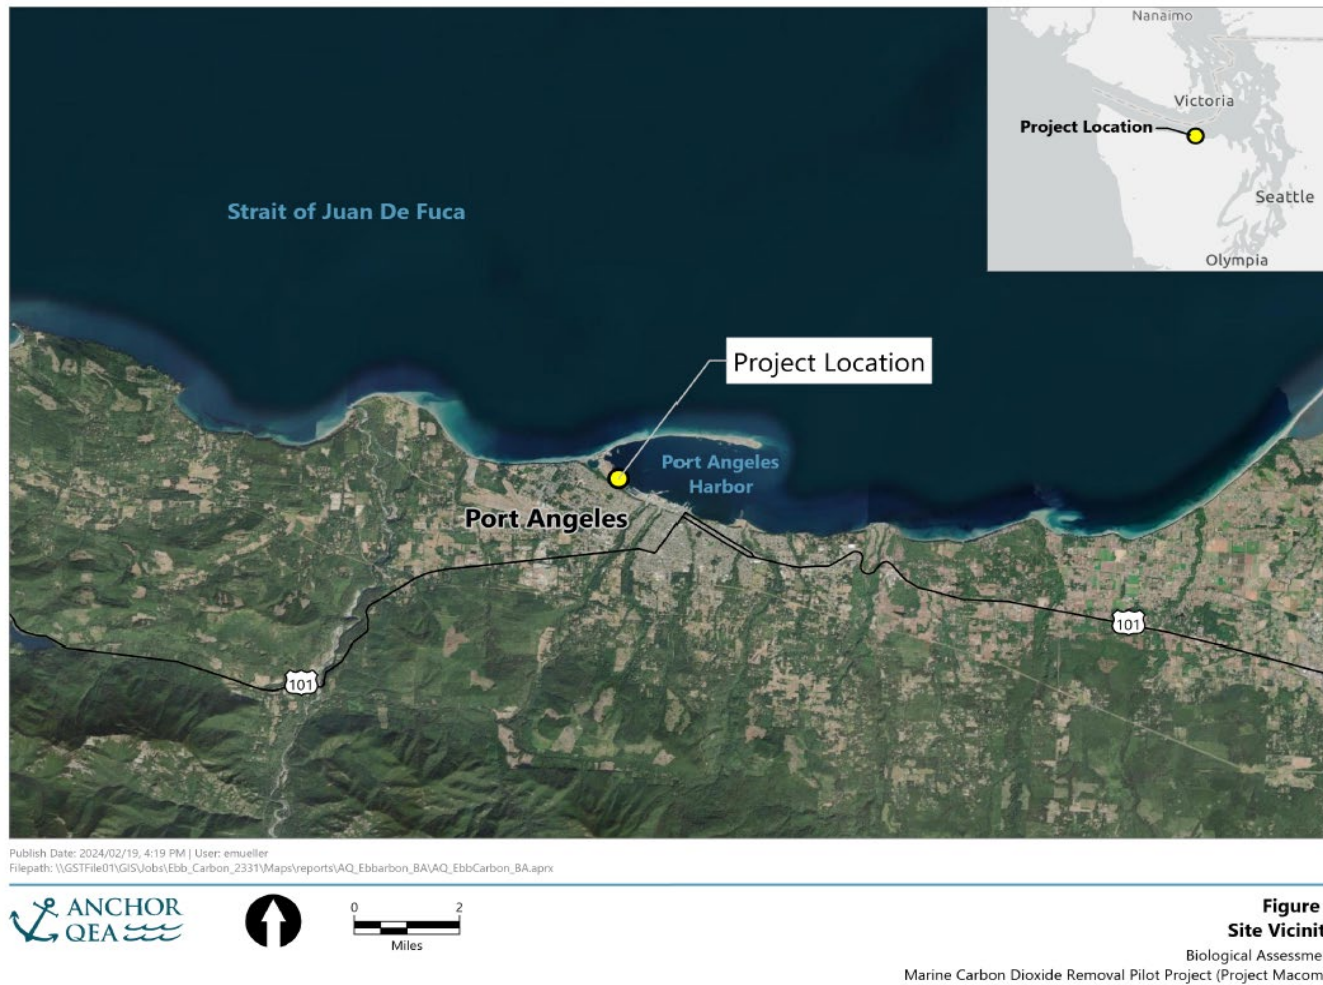 Nanaimo
Victoria
Project Location
Seattle
Olympia
Strait of Juan De Fuca
Project Location
Port Angeles
Harbor
Port Angeles
101
101
Publish Date: 2024/02/19, 4:19 PM | User: emueller
Filepath: \\GSTFile01\GIS\Jobs\Ebb_Carbon_2331\Maps\reports\AQ_Ebbarbon_BA\AQ_EbbCarbon_BA.aprx
ANCHOR
QEA
0 2
Miles
Figure
Site Vicinit
Biological Assessme
Marine Carbon Dioxide Removal Pilot Project (Project Macom